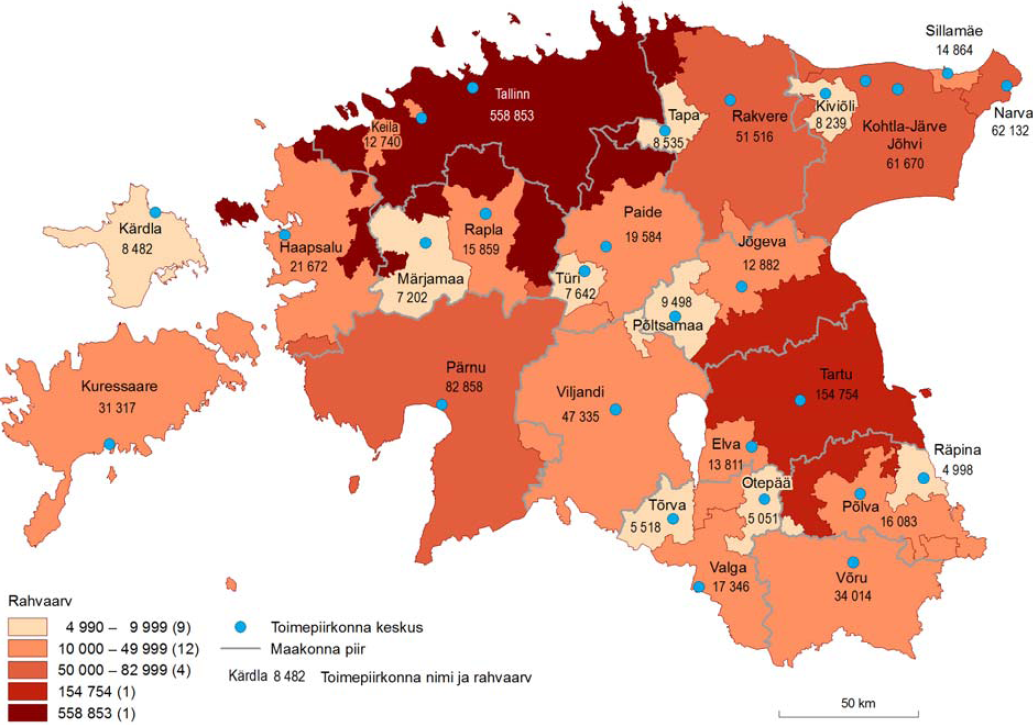 Sillamäe
14 864
Narva
62 132
Tallinn
558 853
Keila
12 740
Tapa
8 535
Rakvere
51 516
Kiviõli
8 239
Kohtla-Järve
Jõhvi
61 670
Kärdla
8 482
Haapsalu
21 672
Rapla
15 859
Märjamaa
7 202
Paide
19 584
Türi
7 642
Jõgeva
12 882
9 498
Põltsamaa
Kuressaare
31 317
Pärnu
82 858
Viljandi
47 335
Tartu
154 754
Elva
13 811
Räpina
4 998
Otepää
5 051
Põlva
16 083
Tõrva
5 518
Valga
17 346
Võru
34 014
Rahvaarv
4 990 – 9 999 (9)
10 000 – 49 999 (12)
50 000 – 82 999 (4)
154 754 (1)
558 853 (1)
Toimepiirkonna keskus
Maakonna piir
Kärdla 8 482 Toimepiirkonna nimi ja rahvaarv
50 km